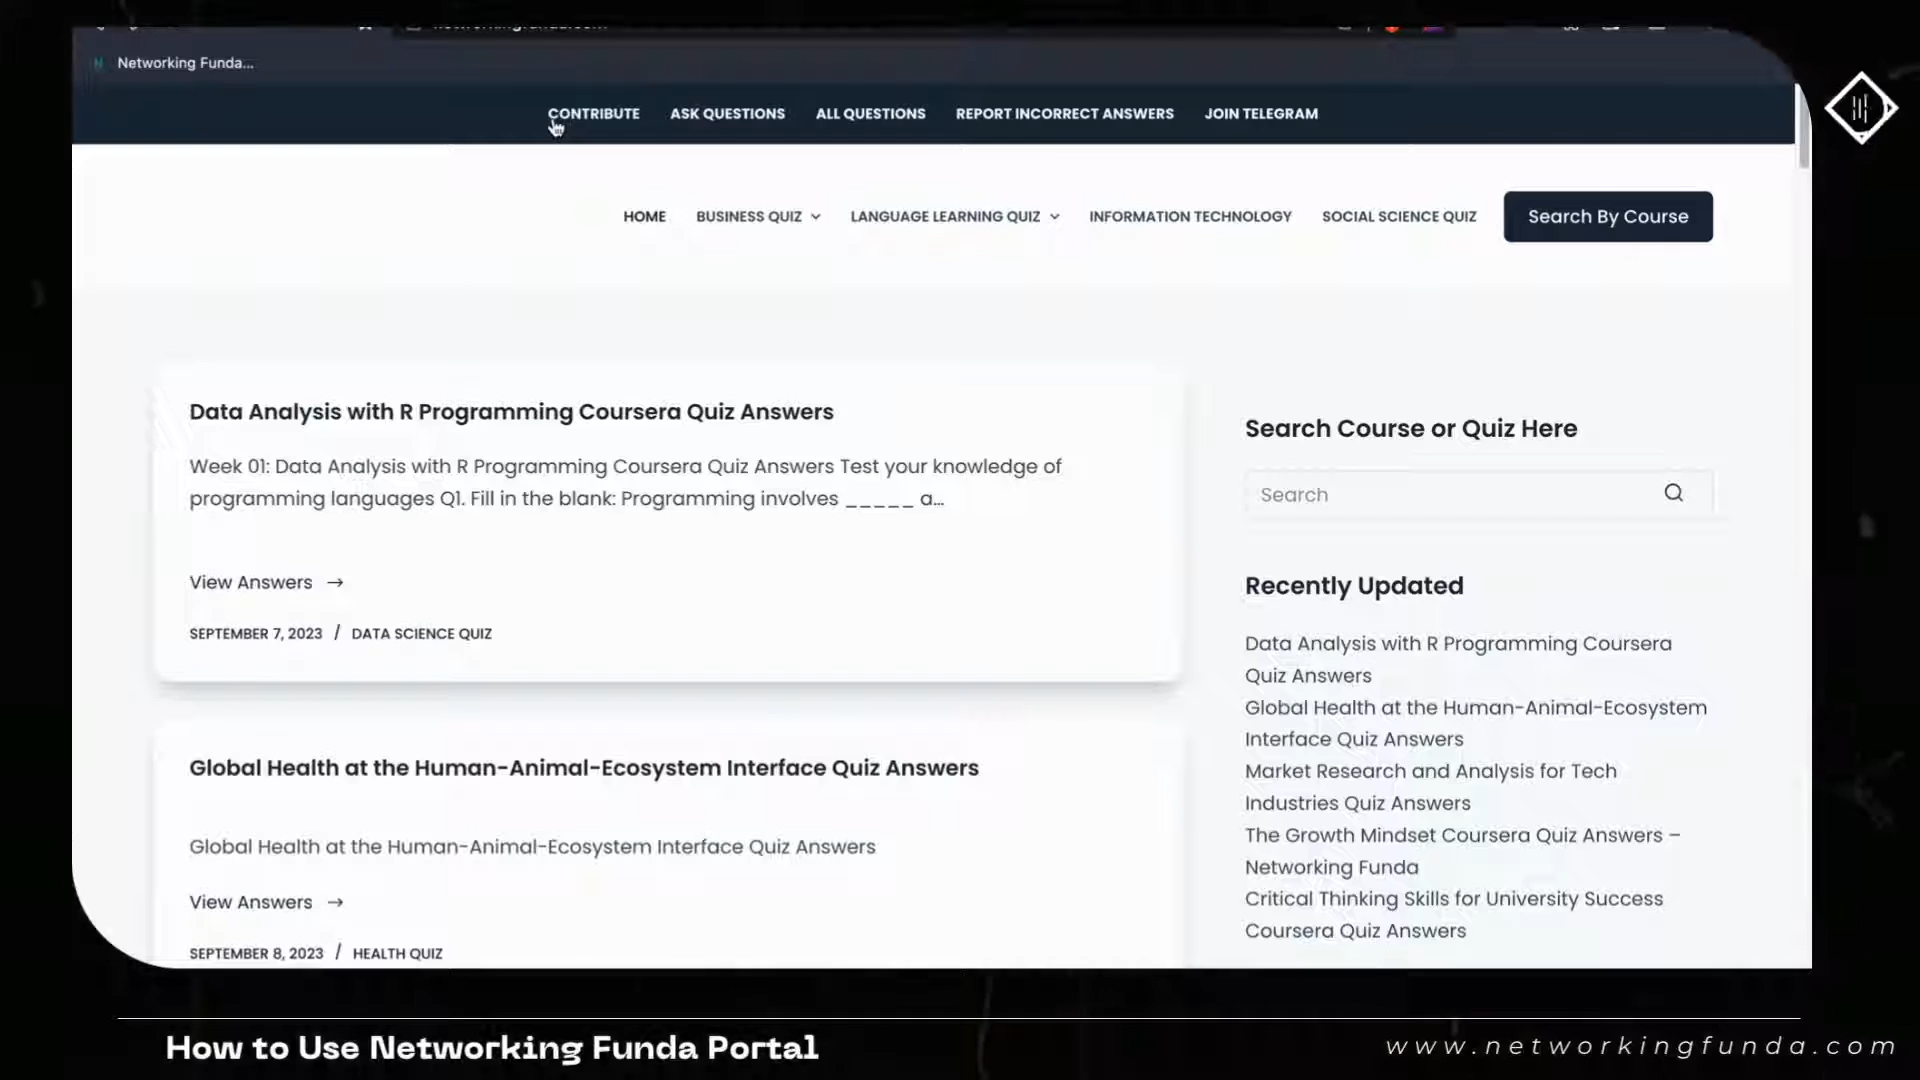 Networking Funda...
CONTRIBUTE ASK QUESTIONS ALL QUESTIONS REPORT INCORRECT ANSWERS JOIN TELEGRAM
HOME BUSINESS QUIZ LANGUAGE LEARNING QUIZ INFORMATION TECHNOLOGY SOCIAL SCIENCE QUIZ Search By Course
Data Analysis with R Programming Coursera Quiz Answers
Week 01: Data Analysis with R Programming Coursera Quiz Answers Test your knowledge of
programming languages Q1. Fill in the blank: Programming involves _____ a...
View Answers →
SEPTEMBER 7, 2023 / DATA SCIENCE QUIZ
Global Health at the Human-Animal-Ecosystem Interface Quiz Answers
Global Health at the Human-Animal-Ecosystem Interface Quiz Answers
View Answers →
SEPTEMBER 8, 2023 / HEALTH QUIZ
Search Course or Quiz Here
Search
Recently Updated
Data Analysis with R Programming Coursera
Quiz Answers
Global Health at the Human-Animal-Ecosystem
Interface Quiz Answers
Market Research and Analysis for Tech
Industries Quiz Answers
The Growth Mindset Coursera Quiz Answers –
Networking Funda
Critical Thinking Skills for University Success
Coursera Quiz Answers
How to Use Networking Funda Portal
www.networkingfunda.com